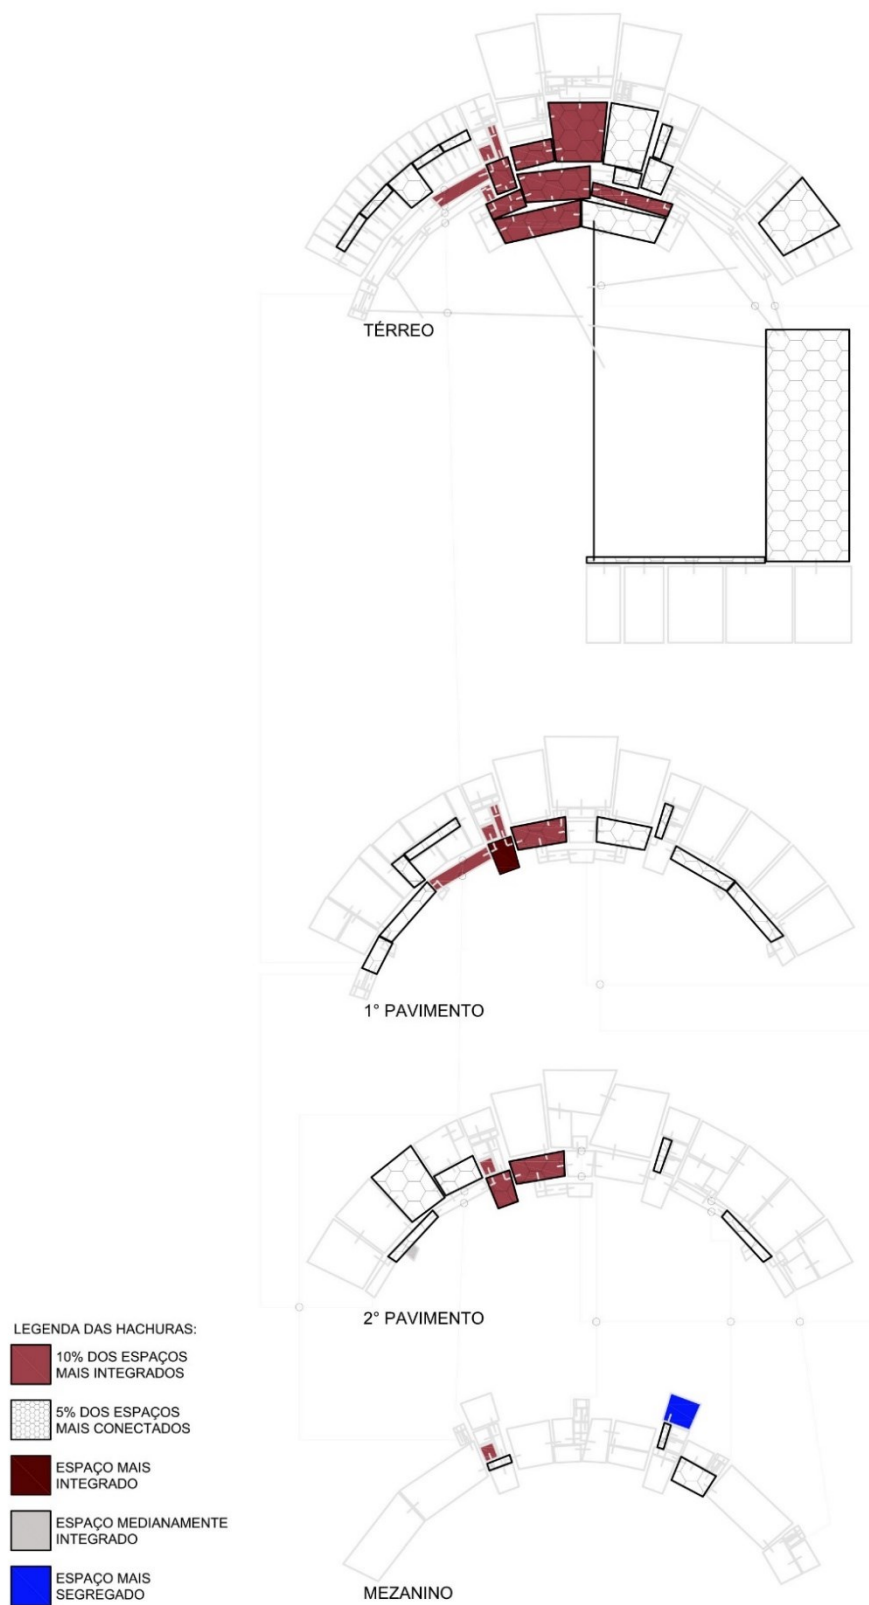 TÉRREO
1° PAVIMENTO
2° PAVIMENTO
LEGENDA DAS HACHURAS:
10% DOS ESPAÇOS
MAIS INTEGRADOS
5% DOS ESPAÇOS
MAIS CONECTADOS
ESPAÇO MAIS
INTEGRADO
ESPAÇO MEDIANAMENTE
INTEGRADO
ESPAÇO MAIS
SEGREGADO
MEZANINO